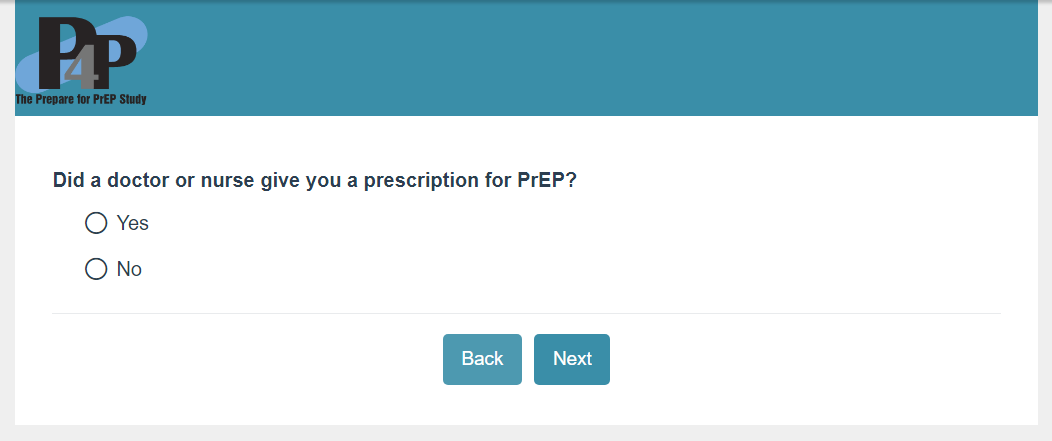 P4P
The Prepare for PrEP Study
Did a doctor or nurse give you a prescription for PrEP?
Yes
No
Back
Next